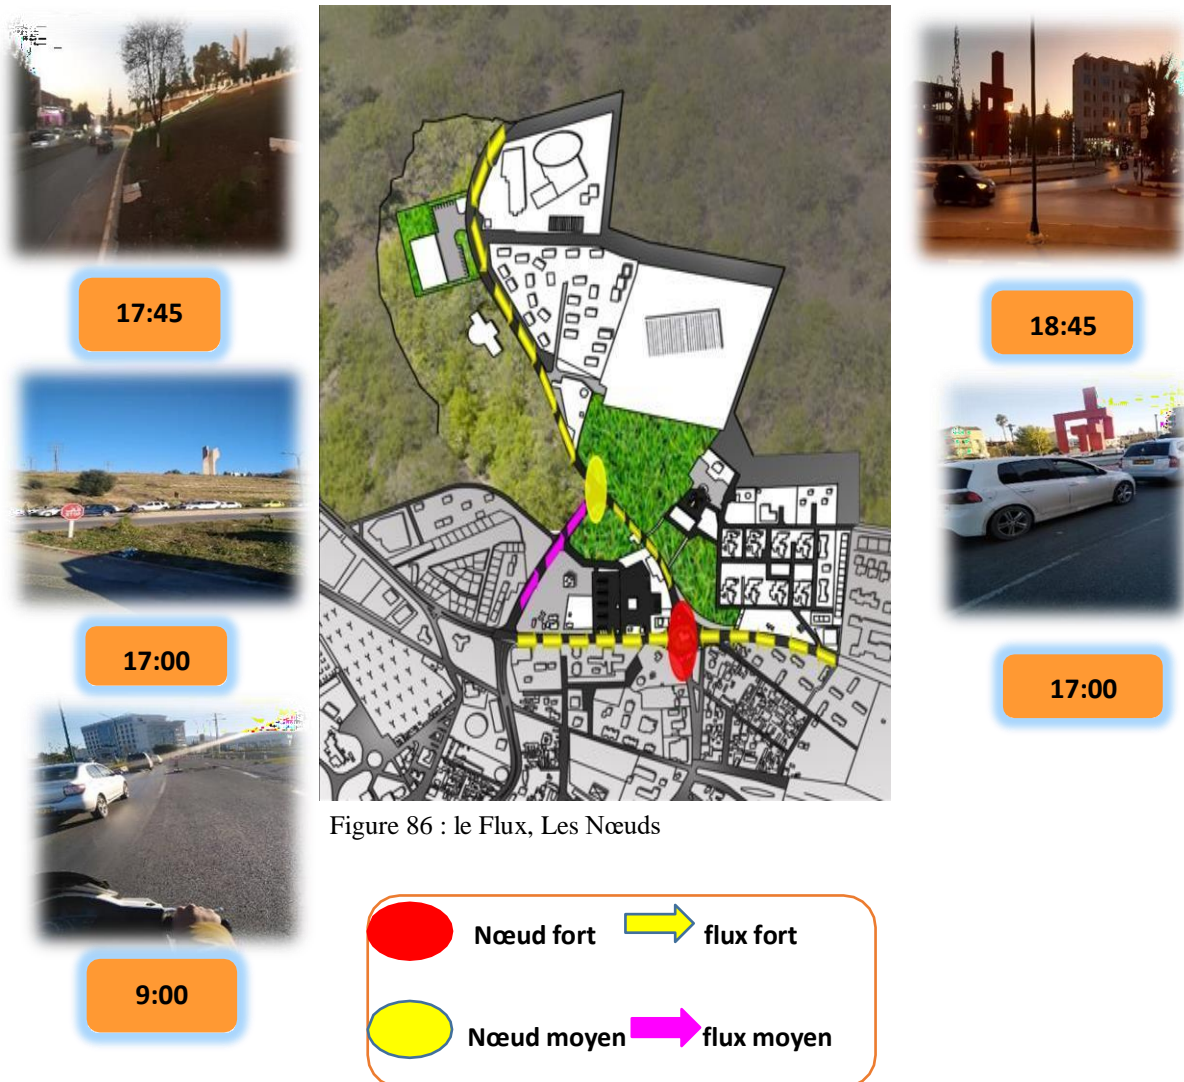 17:45
17:00
9:00
18:45
17:00
Figure 86 : le Flux, Les Nœuds
Nœud fort flux fort
Nœud moyen flux moyen